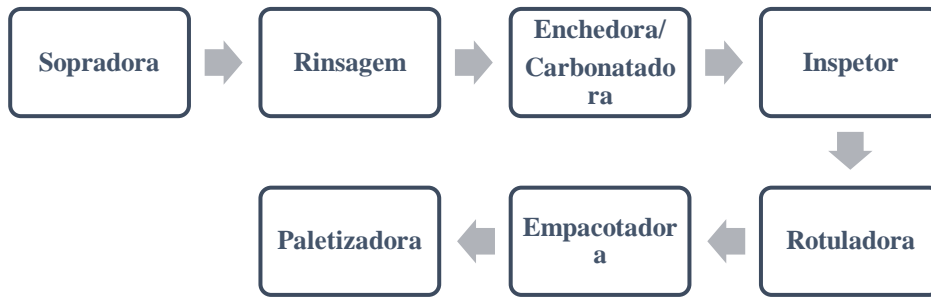 Sopradora
Rinsagem
Enchedora/
Carbonatado
ra
Inspetor
Rotuladora
Empacotador
a
Paletizadora